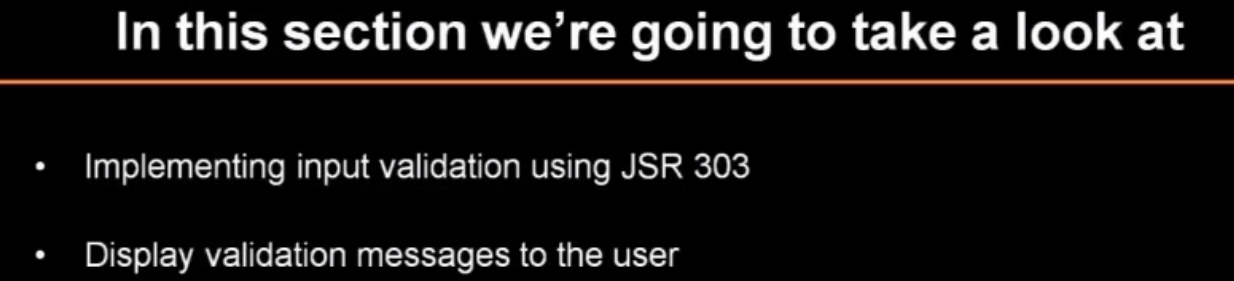 In this section we're going to take a look at
• Implementing input validation using JSR 303
• Display validation messages to the user